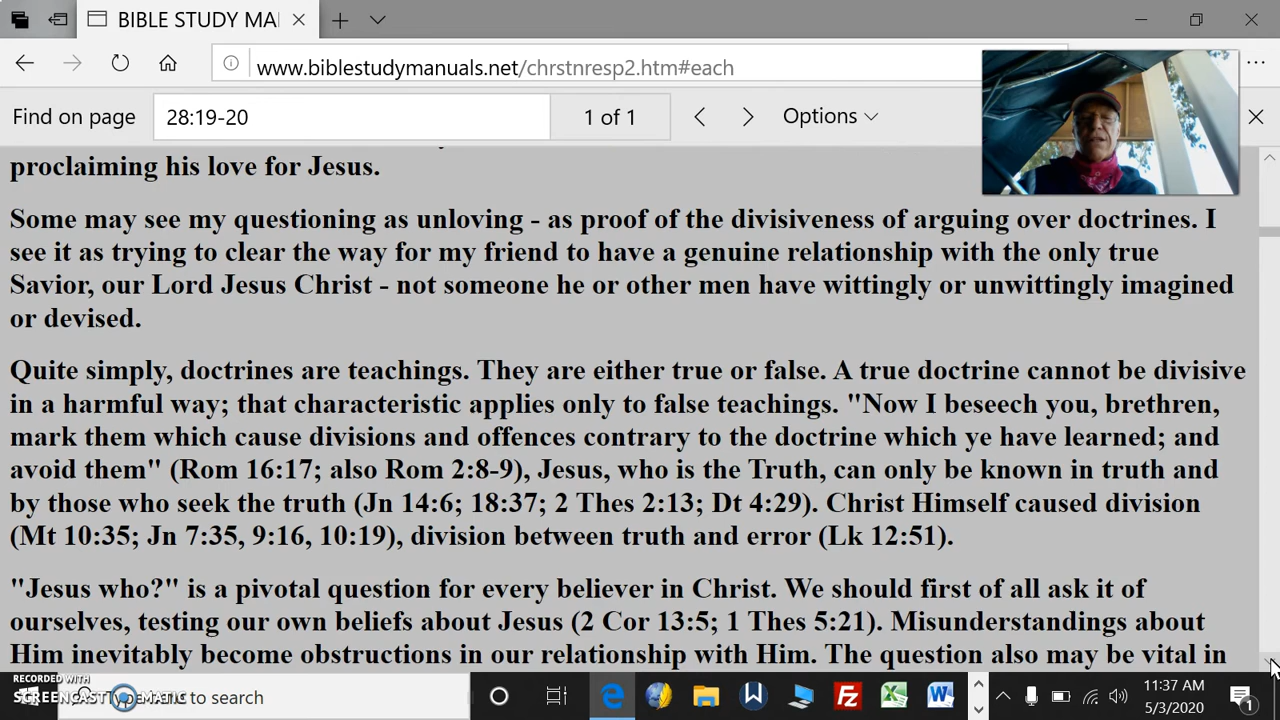 BIBLE STUDY MA
www.biblestudymanuals.net/chrstnresp2.htm#each
Find on page
28:19-20
1 of 1
Options
proclaiming his love for Jesus.
Some may see my questioning as unloving - as proof of the divisiveness of arguing over doctrines. I
see it as trying to clear the way for my friend to have a genuine relationship with the only true
Savior, our Lord Jesus Christ - not someone he or other men have wittingly or unwittingly imagined
or devised.
Quite simply, doctrines are teachings. They are either true or false. A true doctrine cannot be divisive
in a harmful way; that characteristic applies only to false teachings. "Now I beseech you, brethren,
mark them which cause divisions and offences contrary to the doctrine which ye have learned; and
avoid them" (Rom 16:17; also Rom 2:8-9), Jesus, who is the Truth, can only be known in truth and
by those who seek the truth (Jn 14:6; 18:37; 2 Thes 2:13; Dt 4:29). Christ Himself caused division
(Mt 10:35; Jn 7:35, 9:16, 10:19), division between truth and error (Lk 12:51).
"Jesus who?" is a pivotal question for every believer in Christ. We should first of all ask it of
ourselves, testing our own beliefs about Jesus (2 Cor 13:5; 1 Thes 5:21). Misunderstandings about
Him inevitably become obstructions in our relationship with Him. The question also may be vital in
RECORDED WITH
SCREENCAST MATIC
Type here to search
11:37 AM
5/3/2020
1